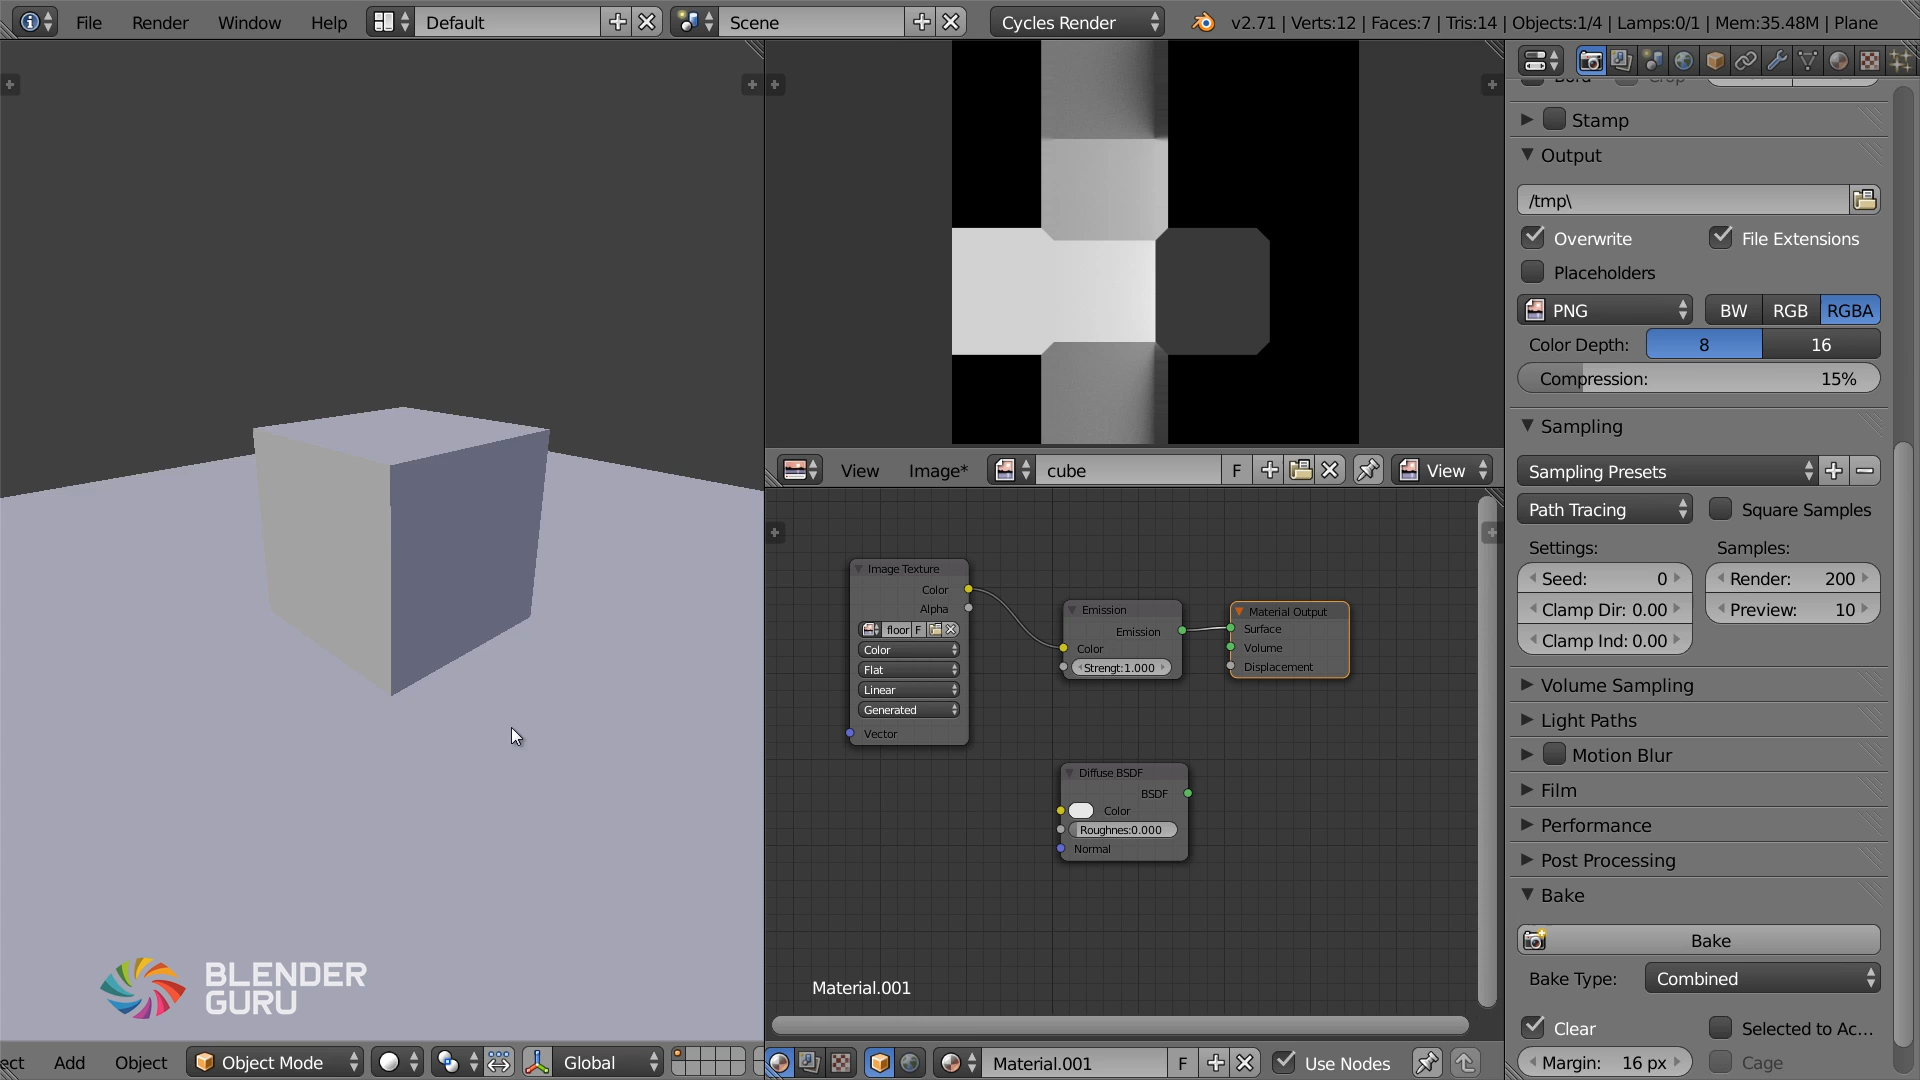 File Render Window Help Default Scene Cycles Render v2.71 | Verts:12 | Faces:7 | Tris:14 | Objects:1/4 | Lamps:0/1 | Mem:35.48M | Plane
Stamp
Output
/tmp\
Overwrite File Extensions
Placeholders
PNG BW RGB RGBA
Color Depth: 8 16
Compression: 15%
Sampling
Sampling Presets
Path Tracing Square Samples
Settings: Samples:
Seed: 0 Render: 200
Clamp Dir: 0.00 Preview: 10
Clamp Ind: 0.00
Volume Sampling
Light Paths
Motion Blur
Film
Performance
Post Processing
Bake
Bake
Bake Type: Combined
Clear Selected to Ac...
Margin: 16 px Cage
View Image* cube F View
Image Texture
Color
Alpha
floor F
Color
Flat
Linear
Generated
Vector
Emission
Emission
Color
Strengt:1.000
Material Output
Surface
Volume
Displacement
Diffuse BSDF
BSDF
Color
Roughnes:0.000
Normal
Material.001
BLENDER
GURU
ect Add Object Object Mode Global
Material.001 F Use Nodes